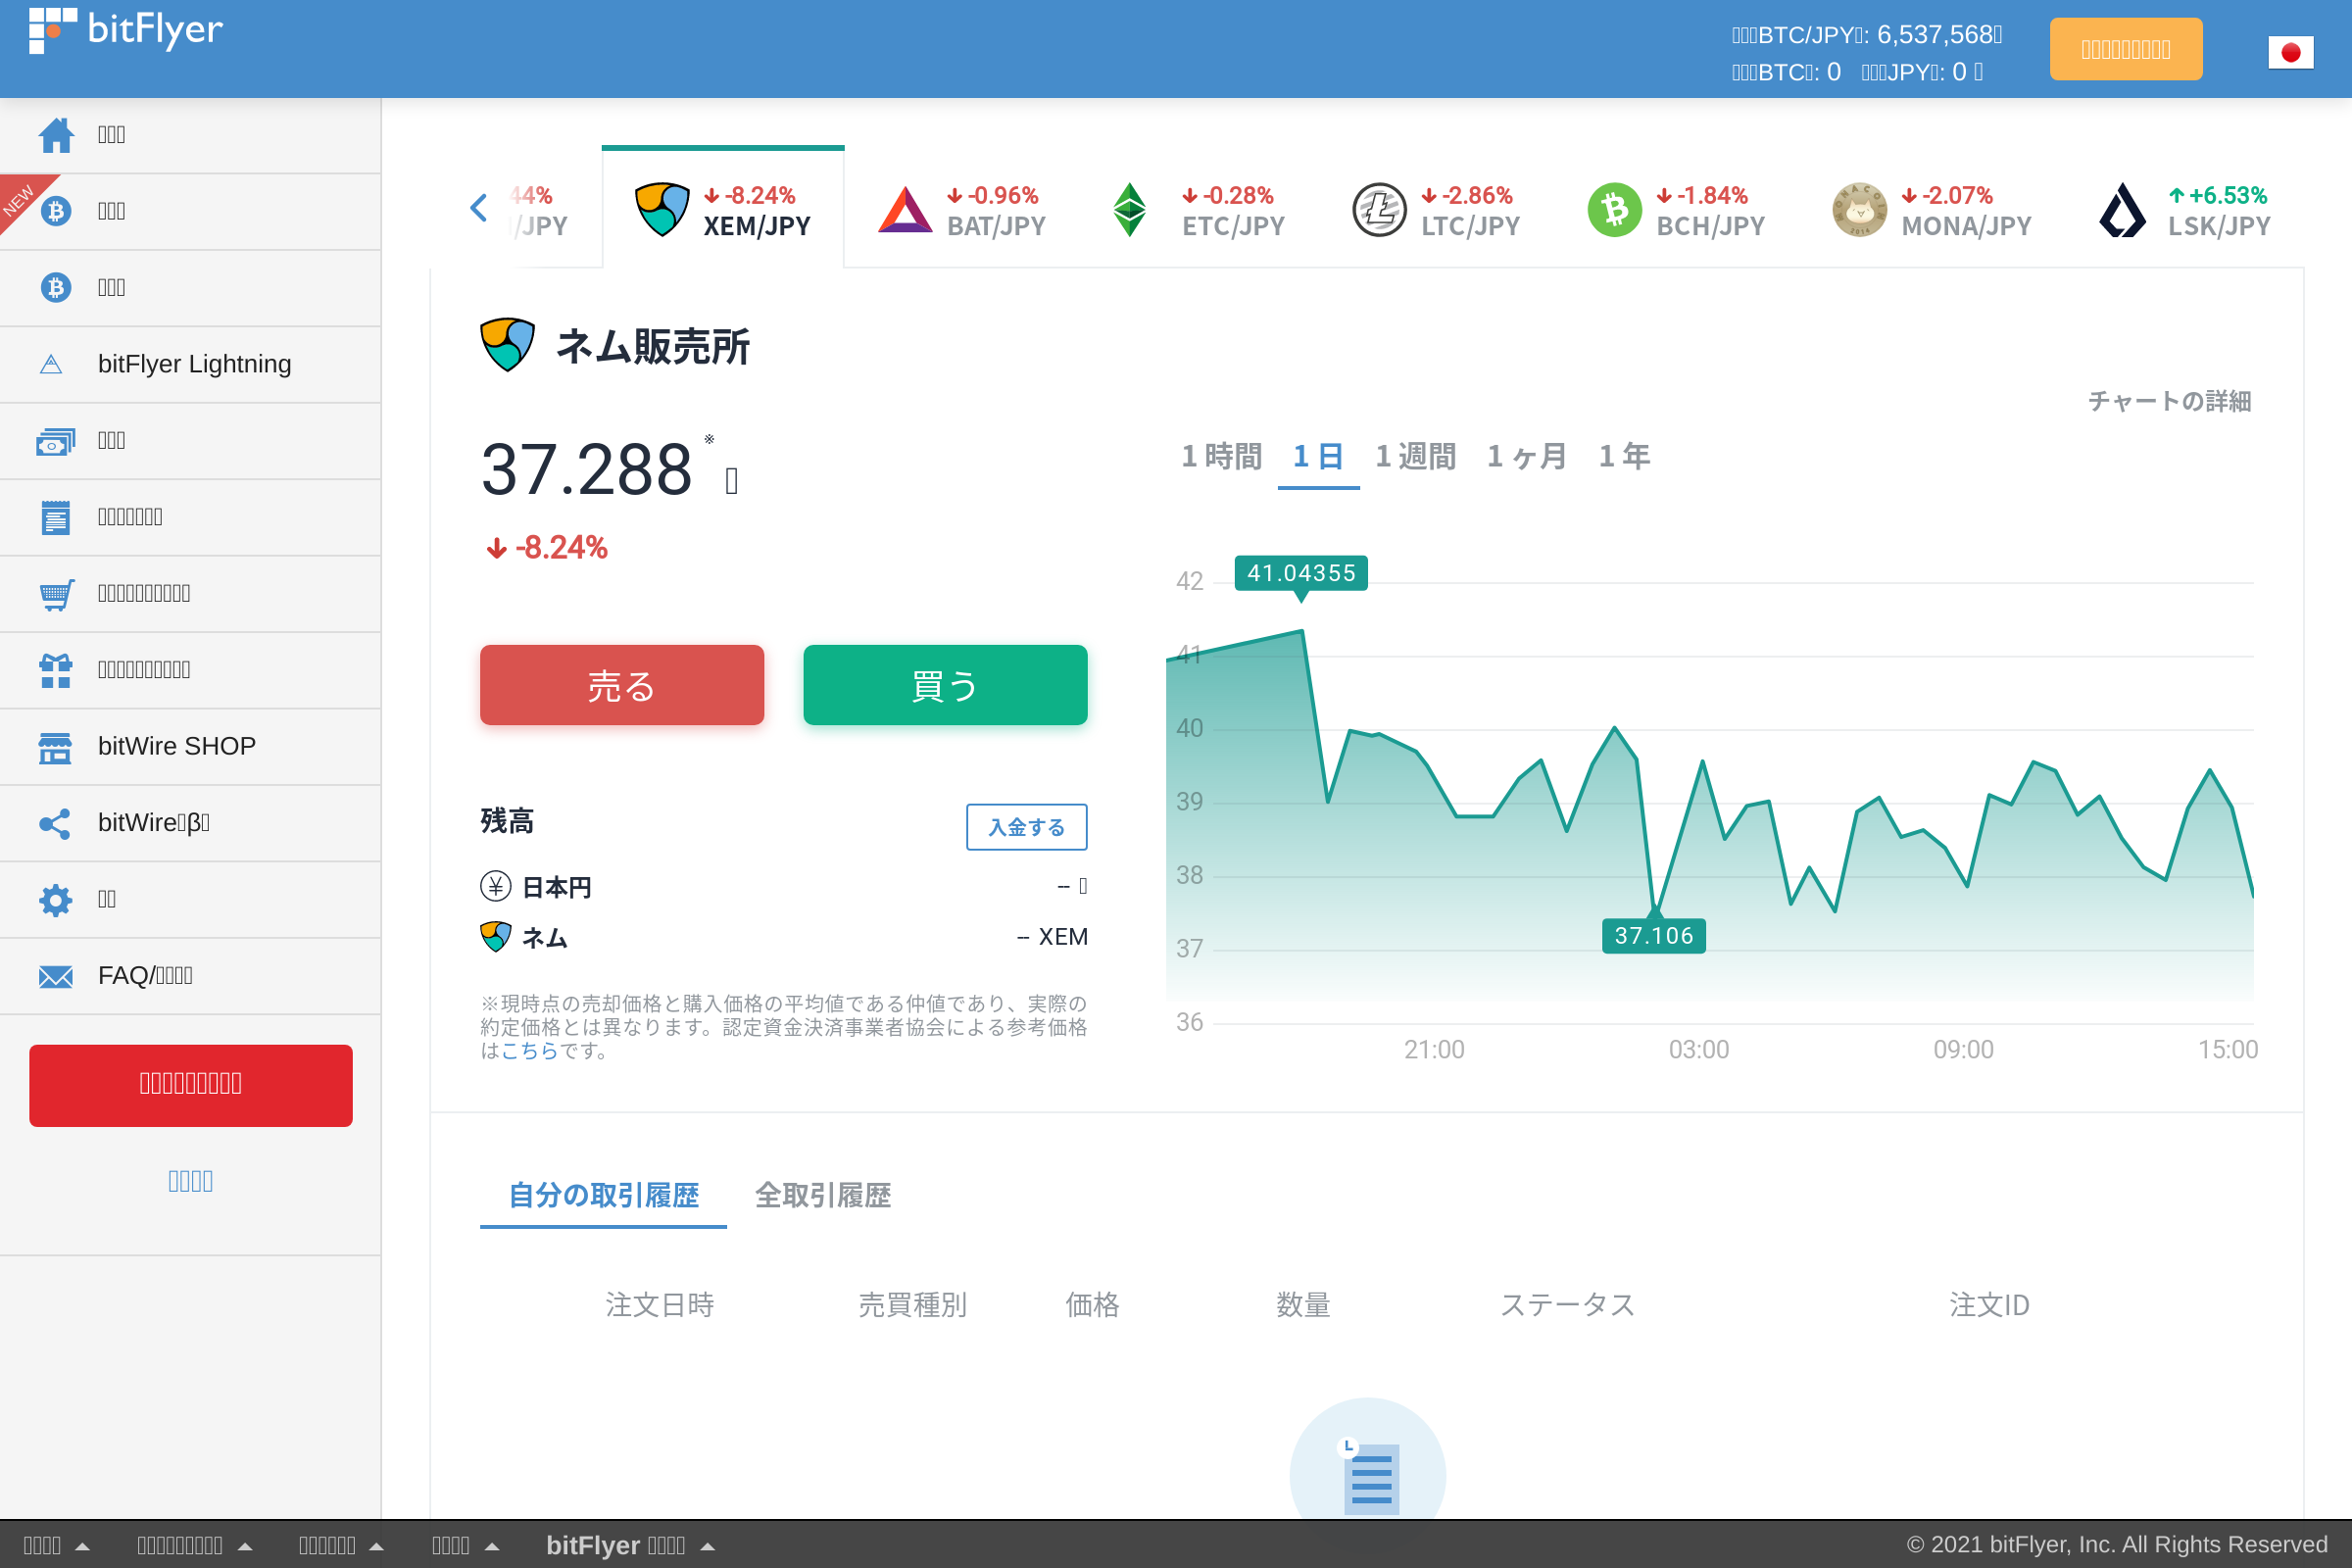 bitFlyer
BTC/JPY: 6,537,568
BTC: 0 JPY: 0
NEW
bitFlyer Lightning
bitWire SHOP
bitWire β
FAQ/
44%
/JPY
-8.24%
XEM/JPY
-0.96%
BAT/JPY
-0.28%
ETC/JPY
-2.86%
LTC/JPY
-1.84%
BCH/JPY
-2.07%
MONA/JPY
+6.53%
LSK/JPY
ネム販売所
チャートの詳細
37.288 ※
-8.24%
1 時間 1 日 1 週間 1 ヶ月 1 年
売る 買う
残高 入金する
日本円 --
ネム -- XEM
※現時点の売却価格と購入価格の平均値である仲値であり、実際の
約定価格とは異なります。認定資金決済事業者協会による参考価格
はこちらです。
42
41.04355
41
40
39
38
37.106
37
36
21:00 03:00 09:00 15:00
自分の取引履歴 全取引履歴
注文日時 売買種別 価格 数量 ステータス 注文ID
bitFlyer
© 2021 bitFlyer, Inc. All Rights Reserved